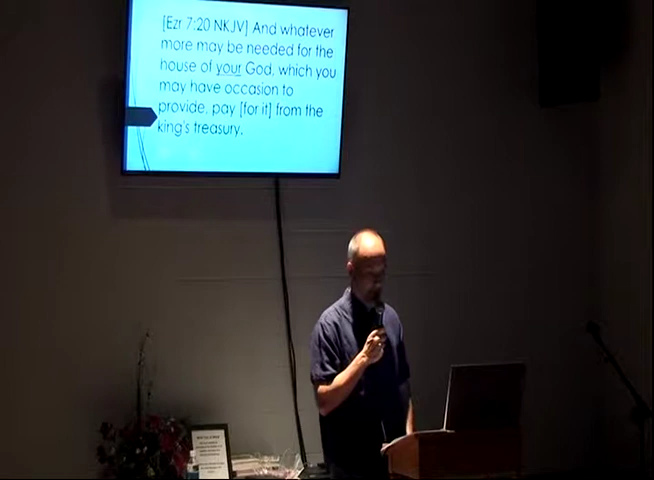 [Ezr 7:20 NKJV] And whatever
more may be needed for the
house of your God, which you
may have occasion to
provide, pay [for it] from the
king's treasury.